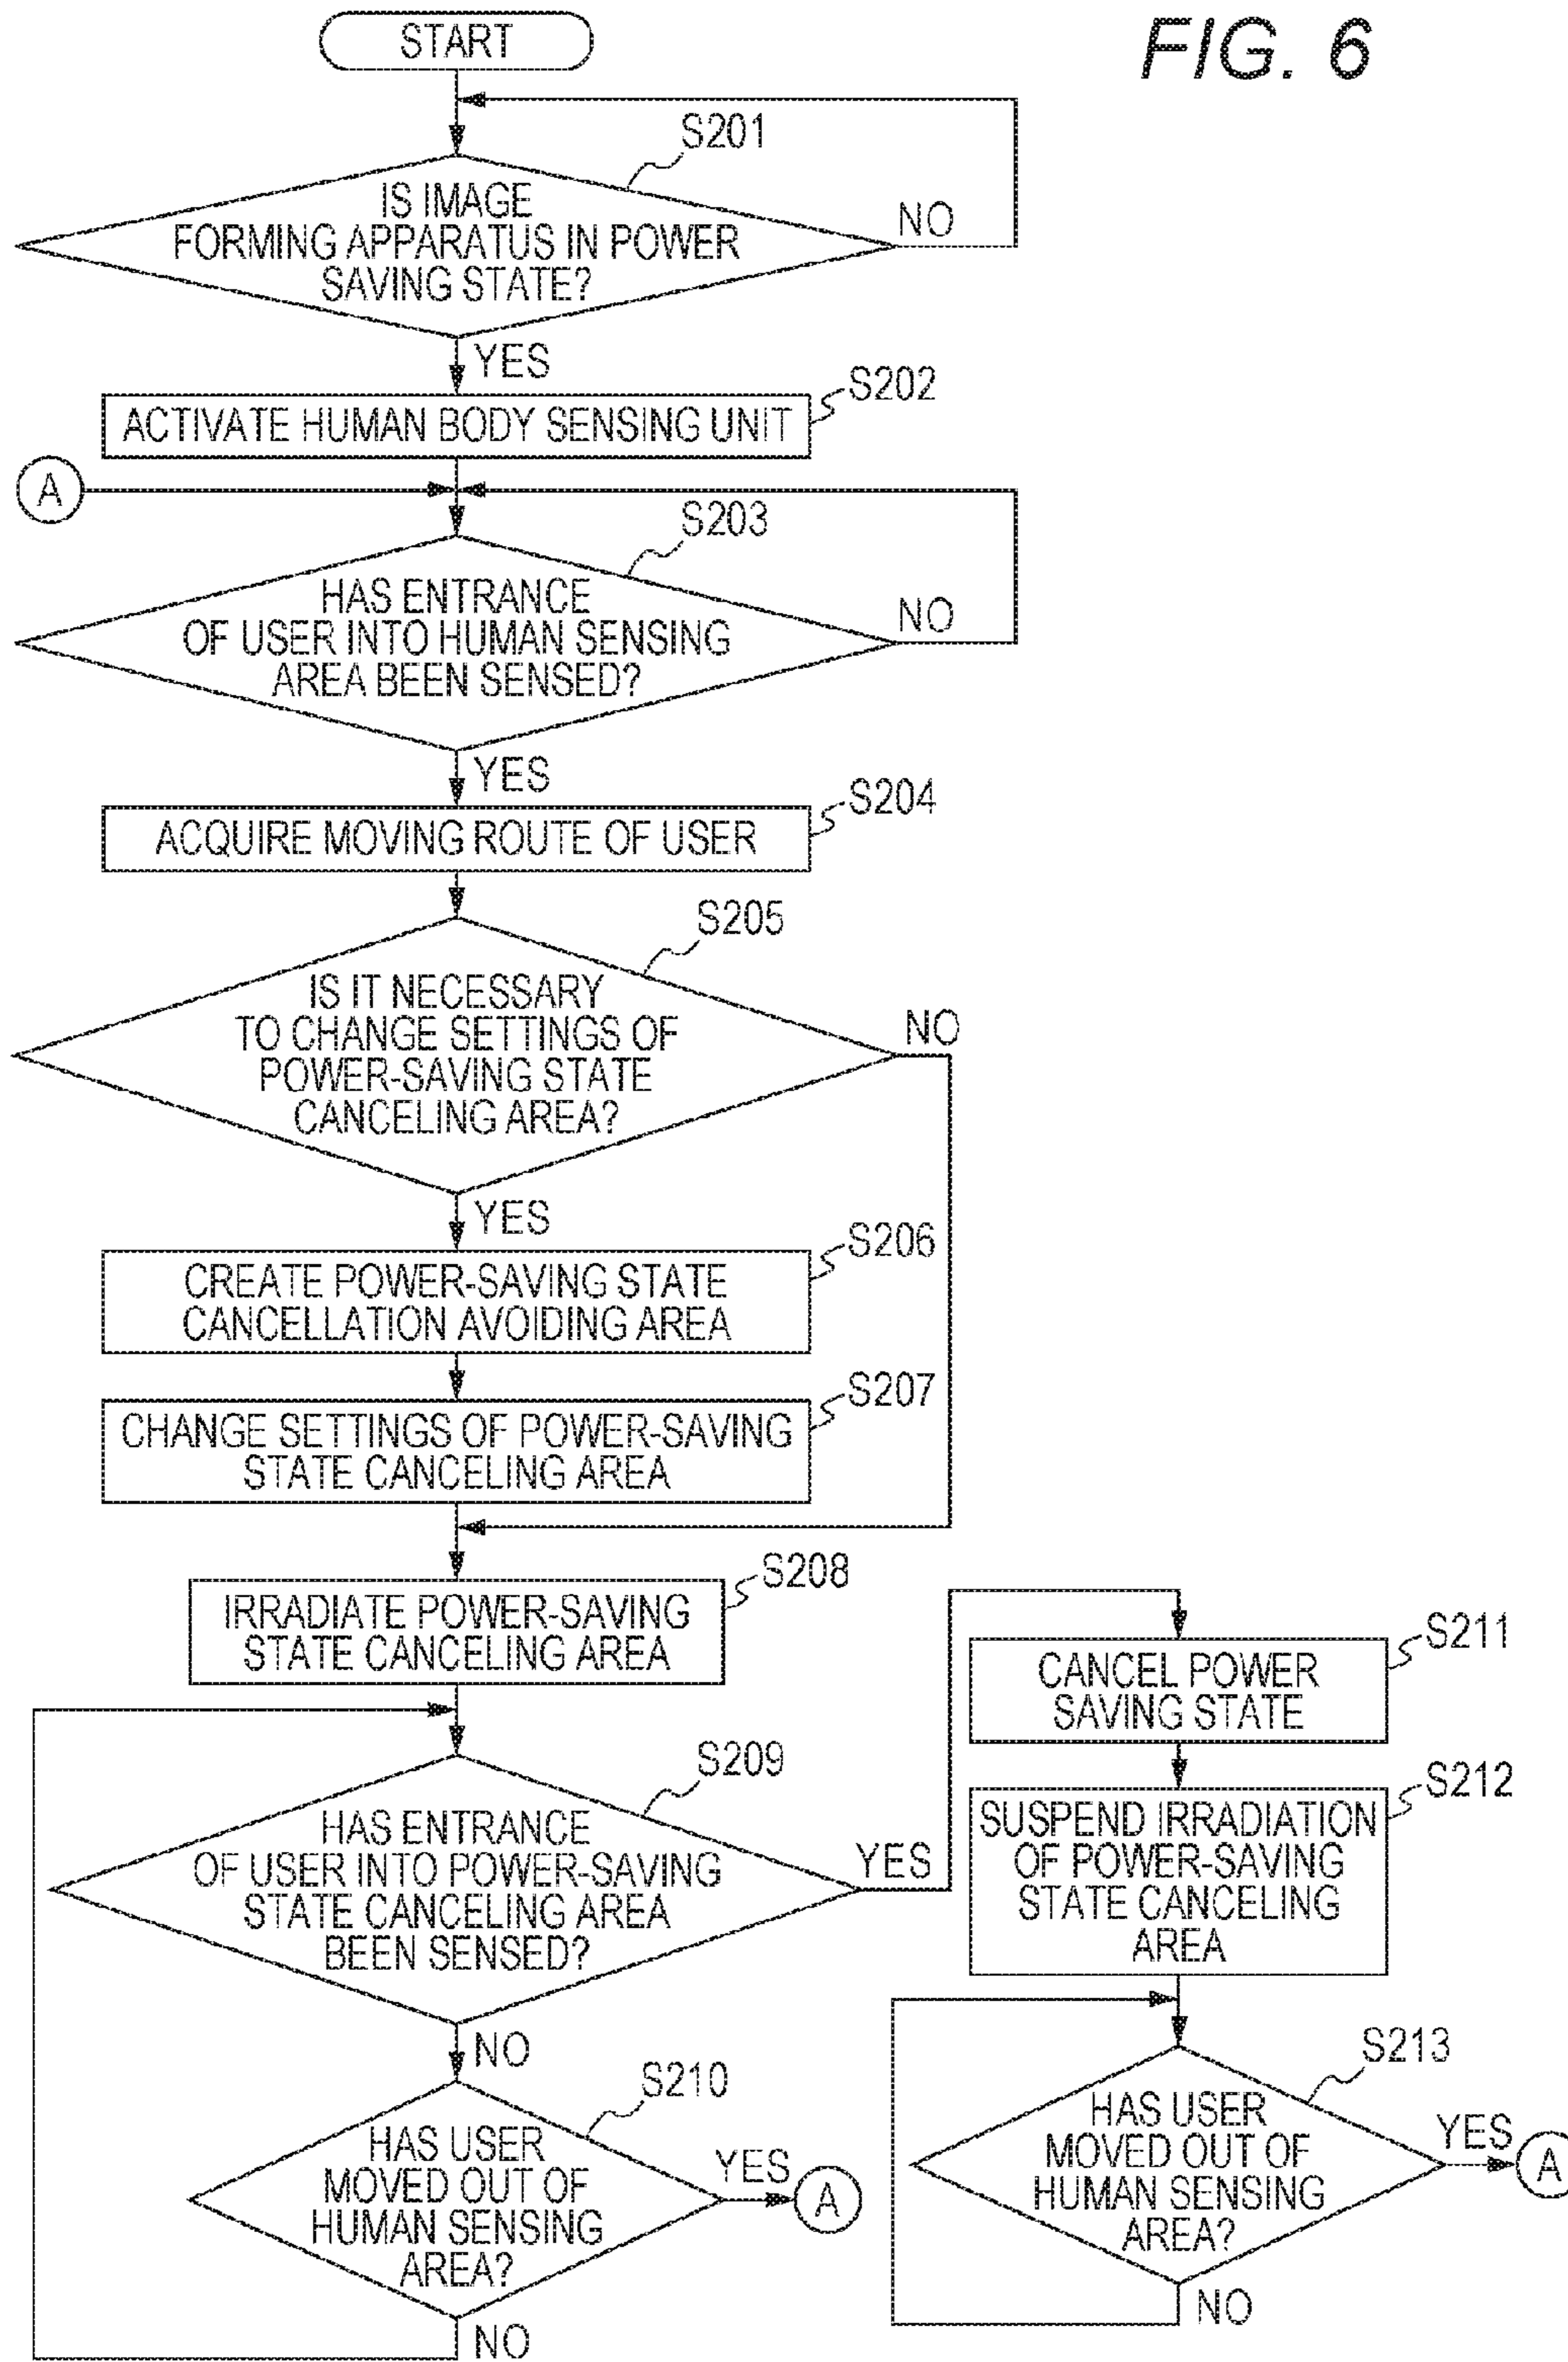 FIG. 6
START
S201
IS IMAGE
FORMING APPARATUS IN POWER
SAVING STATE?
NO
YES
S202
ACTIVATE HUMAN BODY SENSING UNIT
A
S203
HAS ENTRANCE
OF USER INTO HUMAN SENSING
AREA BEEN SENSED?
NO
YES
S204
ACQUIRE MOVING ROUTE OF USER
S205
IS IT NECESSARY
TO CHANGE SETTINGS OF
POWER-SAVING STATE
CANCELING AREA?
NO
YES
S206
CREATE POWER-SAVING STATE
CANCELLATION AVOIDING AREA
S207
CHANGE SETTINGS OF POWER-SAVING
STATE CANCELING AREA
S208
IRRADIATE POWER-SAVING
STATE CANCELING AREA
S209
HAS ENTRANCE
OF USER INTO POWER-SAVING
STATE CANCELING AREA
BEEN SENSED?
YES
NO
S210
HAS USER
MOVED OUT OF
HUMAN SENSING
AREA?
YES
A
NO
S211
CANCEL POWER
SAVING STATE
S212
SUSPEND IRRADIATION
OF POWER-SAVING
STATE CANCELING
AREA
S213
HAS USER
MOVED OUT OF
HUMAN SENSING
AREA?
YES
A
NO